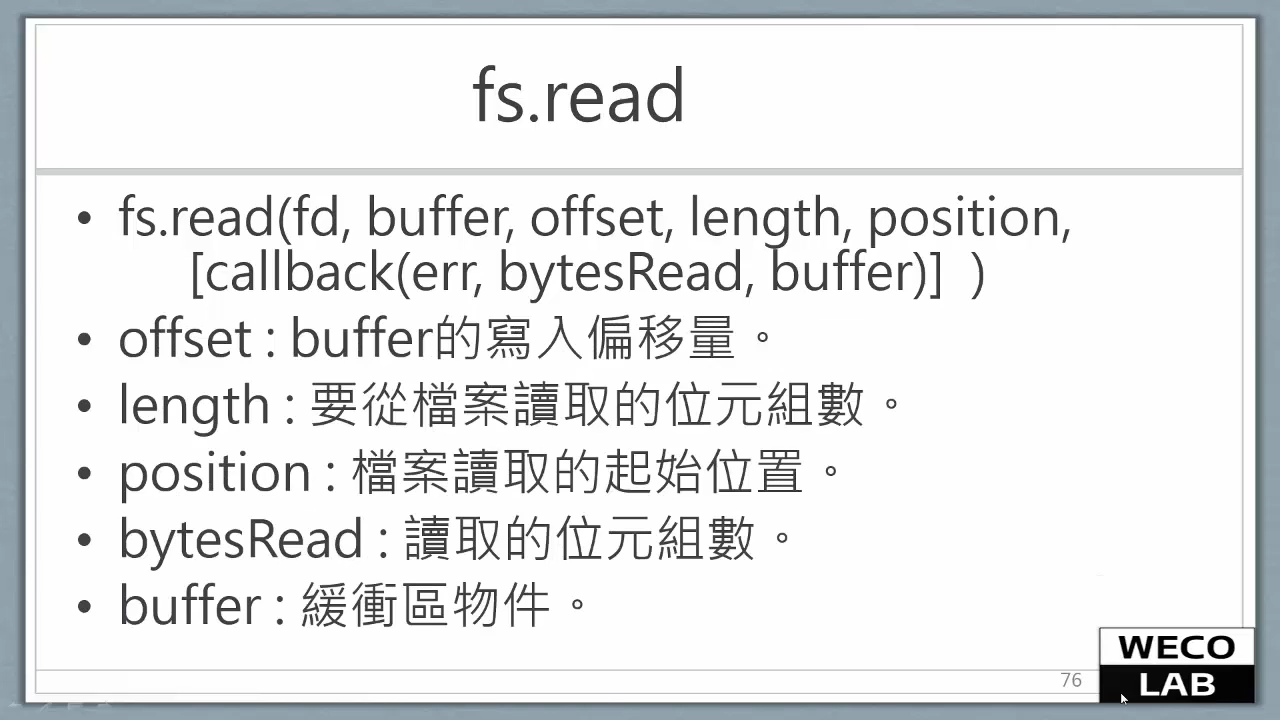 fs.read
• fs.read(fd, buffer, offset, length, position,
[callback(err, bytesRead, buffer)] )
• offset : buffer的寫入偏移量。
• length : 要從檔案讀取的位元組數。
• position : 檔案讀取的起始位置。
• bytesRead : 讀取的位元組數。
• buffer : 緩衝區物件。
76
WECO
LAB